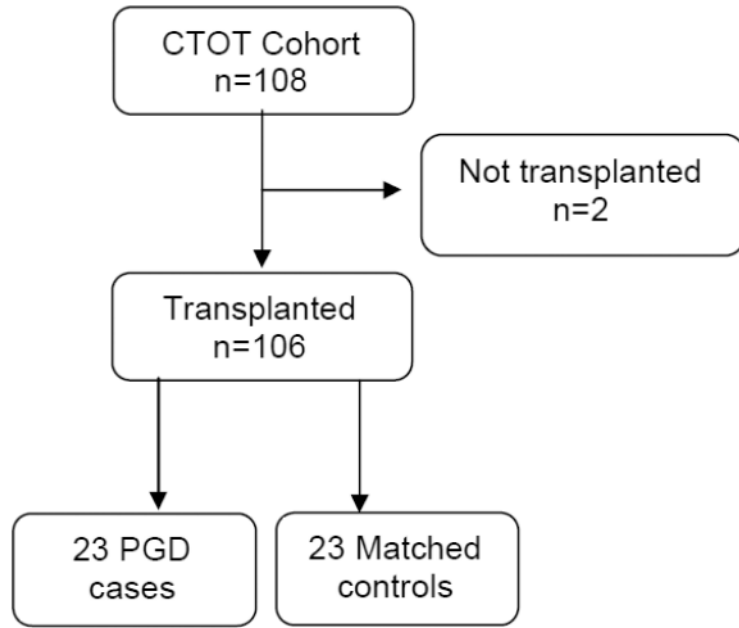 CTOT Cohort
n=108
Not transplanted
n=2
Transplanted
n=106
23 PGD
cases
23 Matched
controls